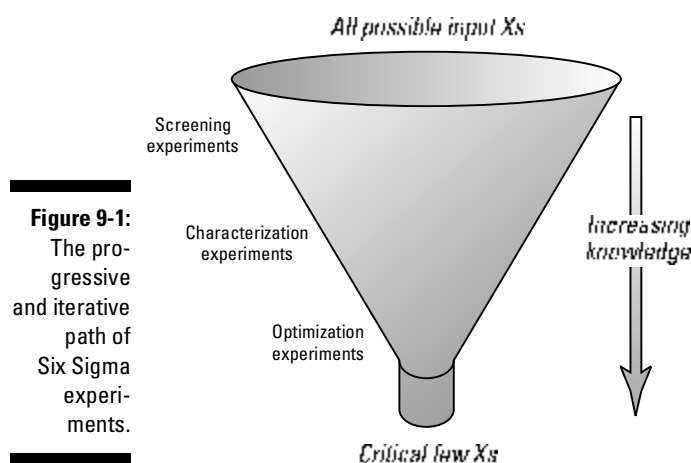 All possible input Xs
Screening
experiments
Figure 9-1:
The pro-
gressive
and iterative
path of
Six Sigma
experi-
ments.
Characterization
experiments
Increasing
knowledge
Optimization
experiments
Critical few Xs